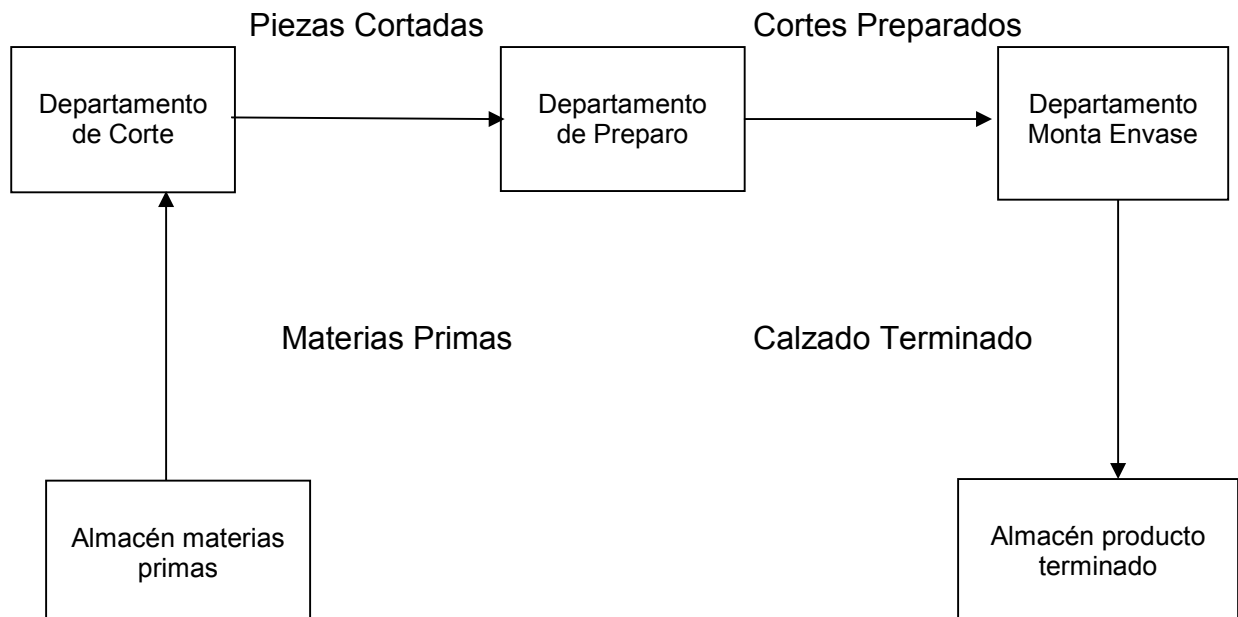 Piezas Cortadas
Cortes Preparados
Departamento
de Corte
Departamento
de Preparo
Departamento
Monta Envase
Materias Primas
Calzado Terminado
Almacén materias
primas
Almacén producto
terminado